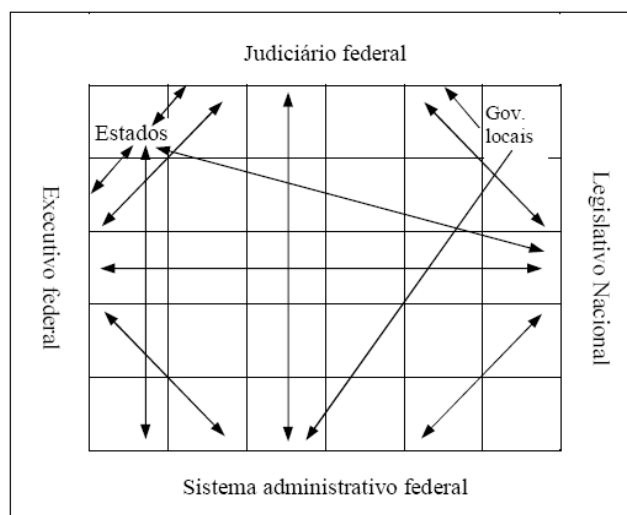 Judiciário federal
Estados
Gov.
locais
Executivo federal
Legislativo Nacional
Sistema administrativo federal